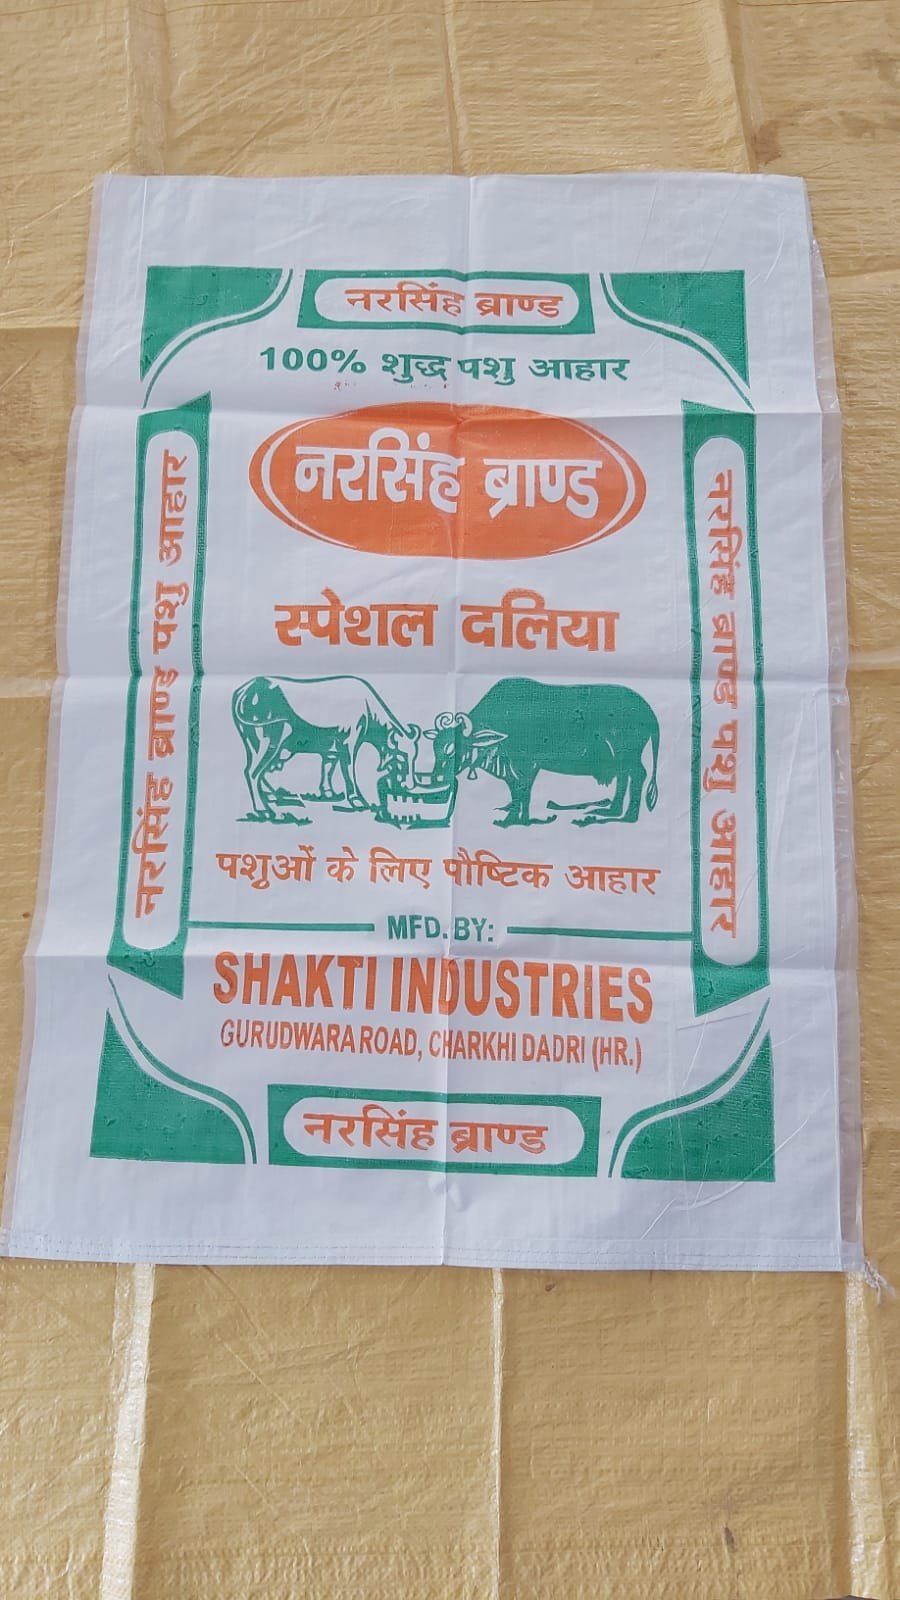 नरसिंह ब्राण्ड
100% शुद्ध पशु आहार
नरसिंह ब्राण्ड
नरसिंह ब्राण्ड पशु आहार
नरसिंह ब्राण्ड पशु आहार
स्पेशल दलिया
पशुओं के लिए पौष्टिक आहार
MFD. BY:
SHAKTI INDUSTRIES
GURUDWARA ROAD, CHARKHI DADRI (HR.)
नरसिंह ब्राण्ड